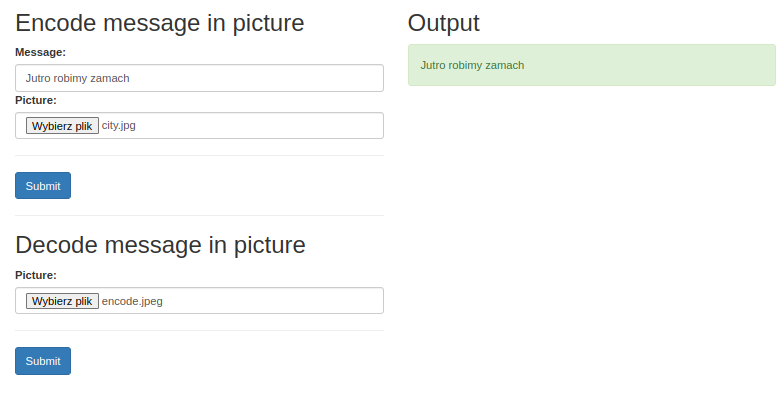 Encode message in picture
Message:
Jutro robimy zamach
Picture:
Wybierz plik city.jpg
Submit
Decode message in picture
Picture:
Wybierz plik encode.jpeg
Submit
Output
Jutro robimy zamach